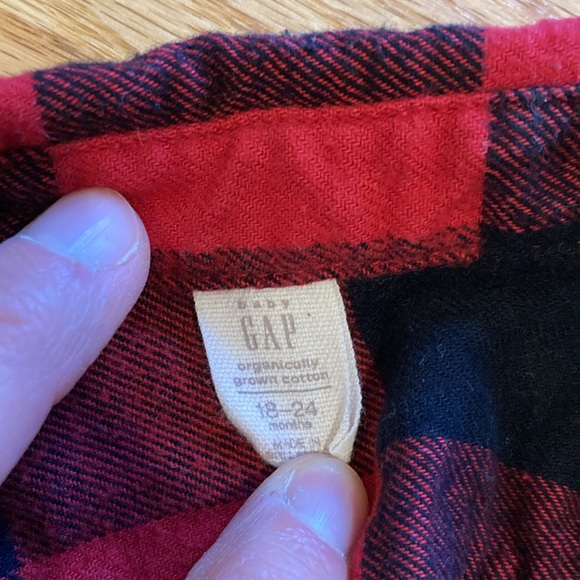 baby
GAP
organically
grown cotton
18-24
months
MADE IN